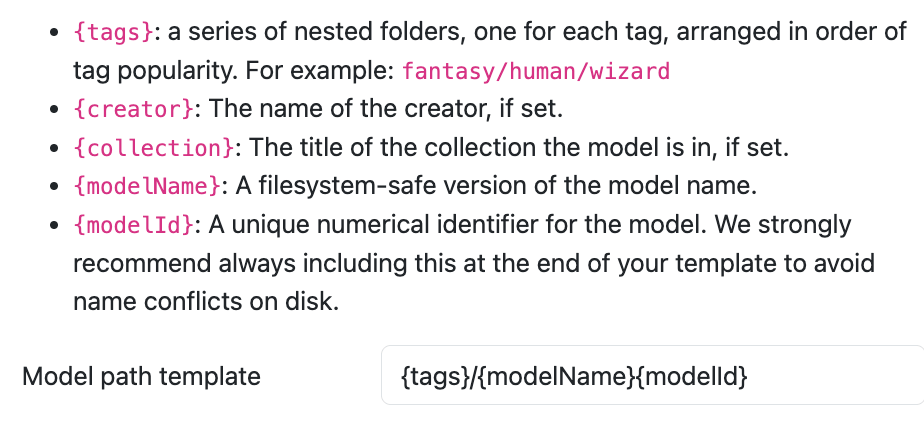 • {tags}: a series of nested folders, one for each tag, arranged in order of
tag popularity. For example: fantasy/human/wizard
• {creator}: The name of the creator, if set.
• {collection}: The title of the collection the model is in, if set.
• {modelName}: A filesystem-safe version of the model name.
• {modelId}: A unique numerical identifier for the model. We strongly
recommend always including this at the end of your template to avoid
name conflicts on disk.
Model path template {tags}/{modelName}{modelId}